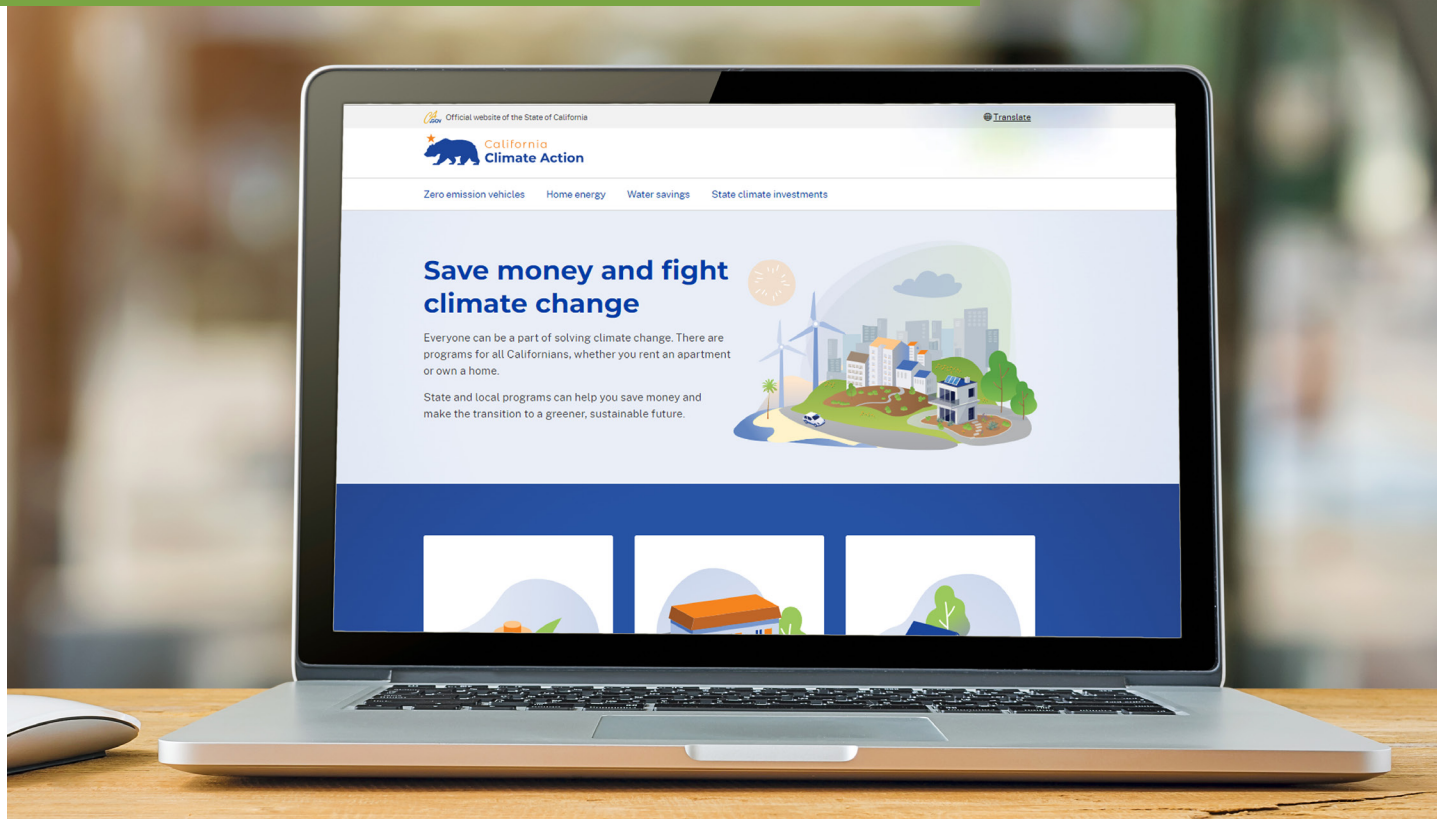 CA.GOV Official website of the State of California
Translate
California
Climate Action
Zero emission vehicles Home energy Water savings State climate investments
Save money and fight
climate change
Everyone can be a part of solving climate change. There are
programs for all Californians, whether you rent an apartment
or own a home.
State and local programs can help you save money and
make the transition to a greener, sustainable future.